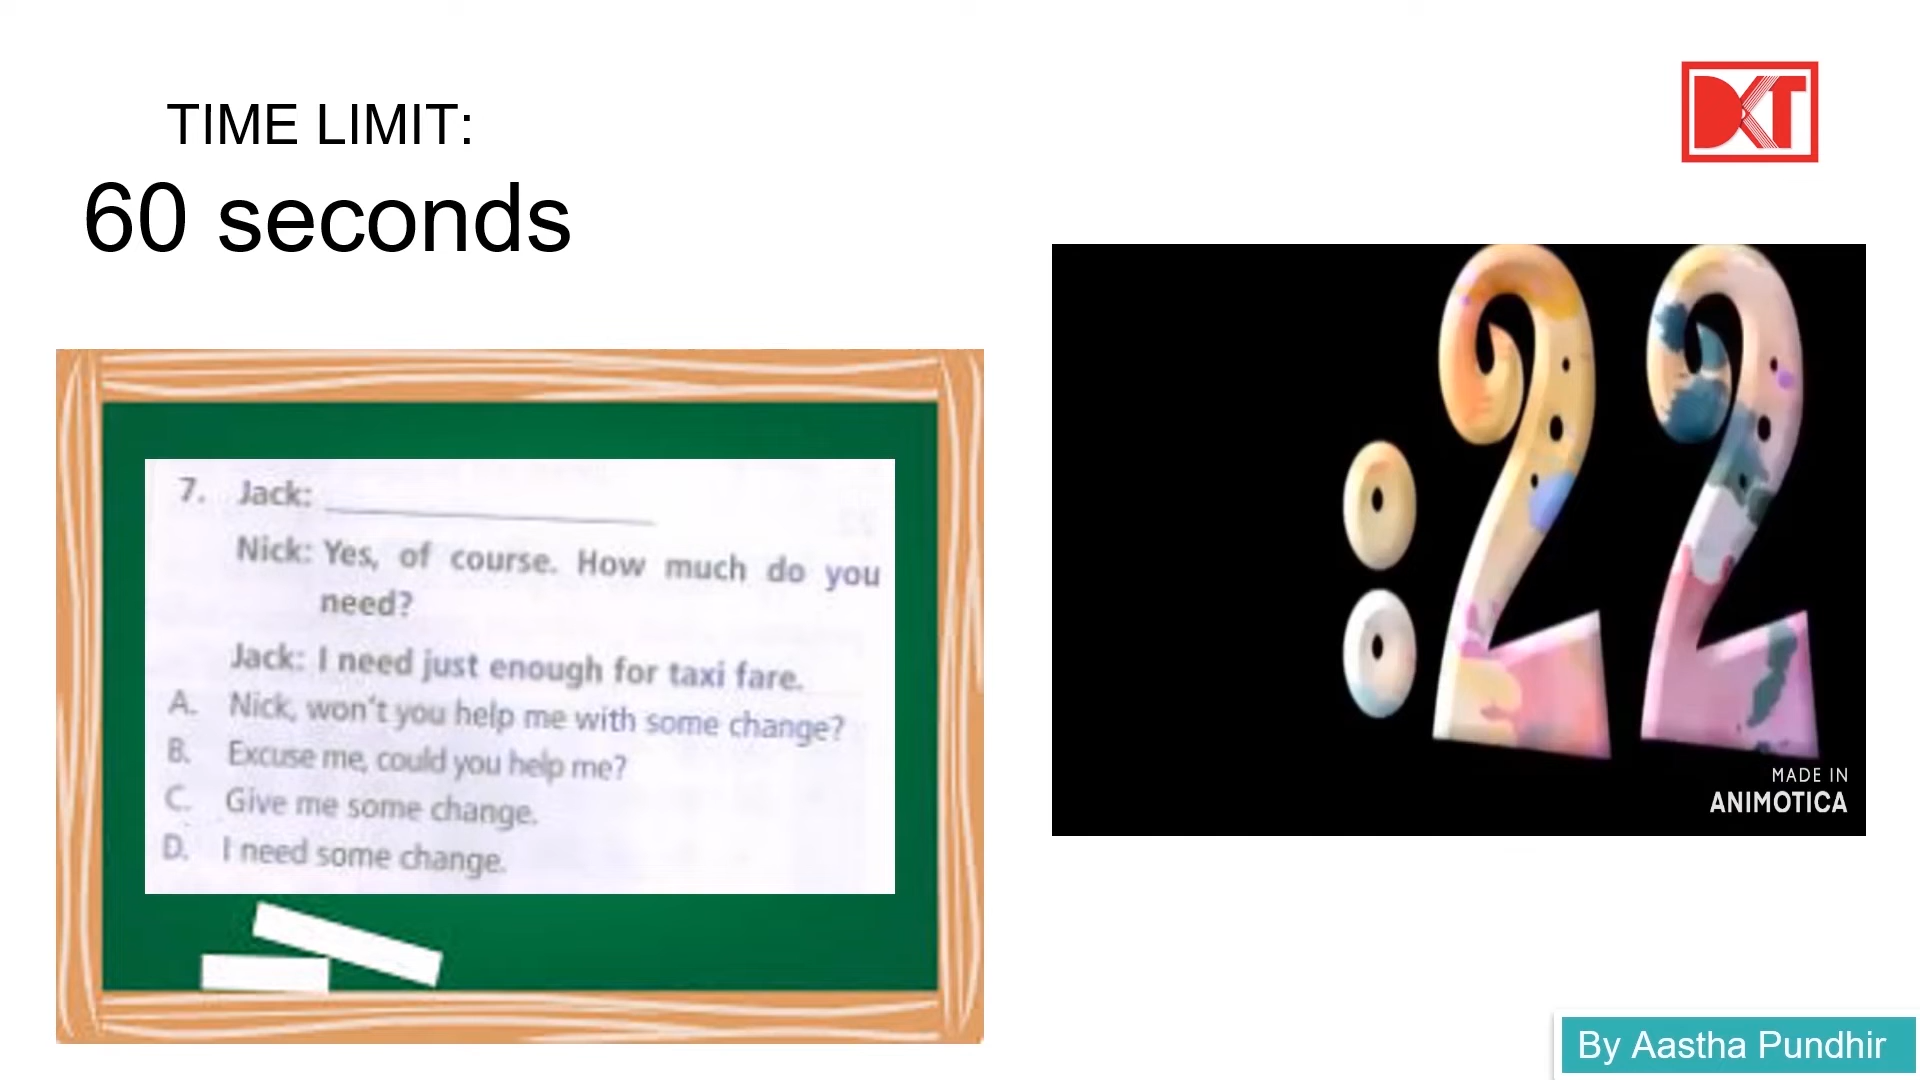 TIME LIMIT:
60 seconds
DKT
7. Jack: ____________________
Nick: Yes, of course. How much do you
need?
Jack: I need just enough for taxi fare.
A. Nick, won't you help me with some change?
B. Excuse me, could you help me?
C. Give me some change.
D. I need some change.
:22
MADE IN
ANIMOTICA
By Aastha Pundhir